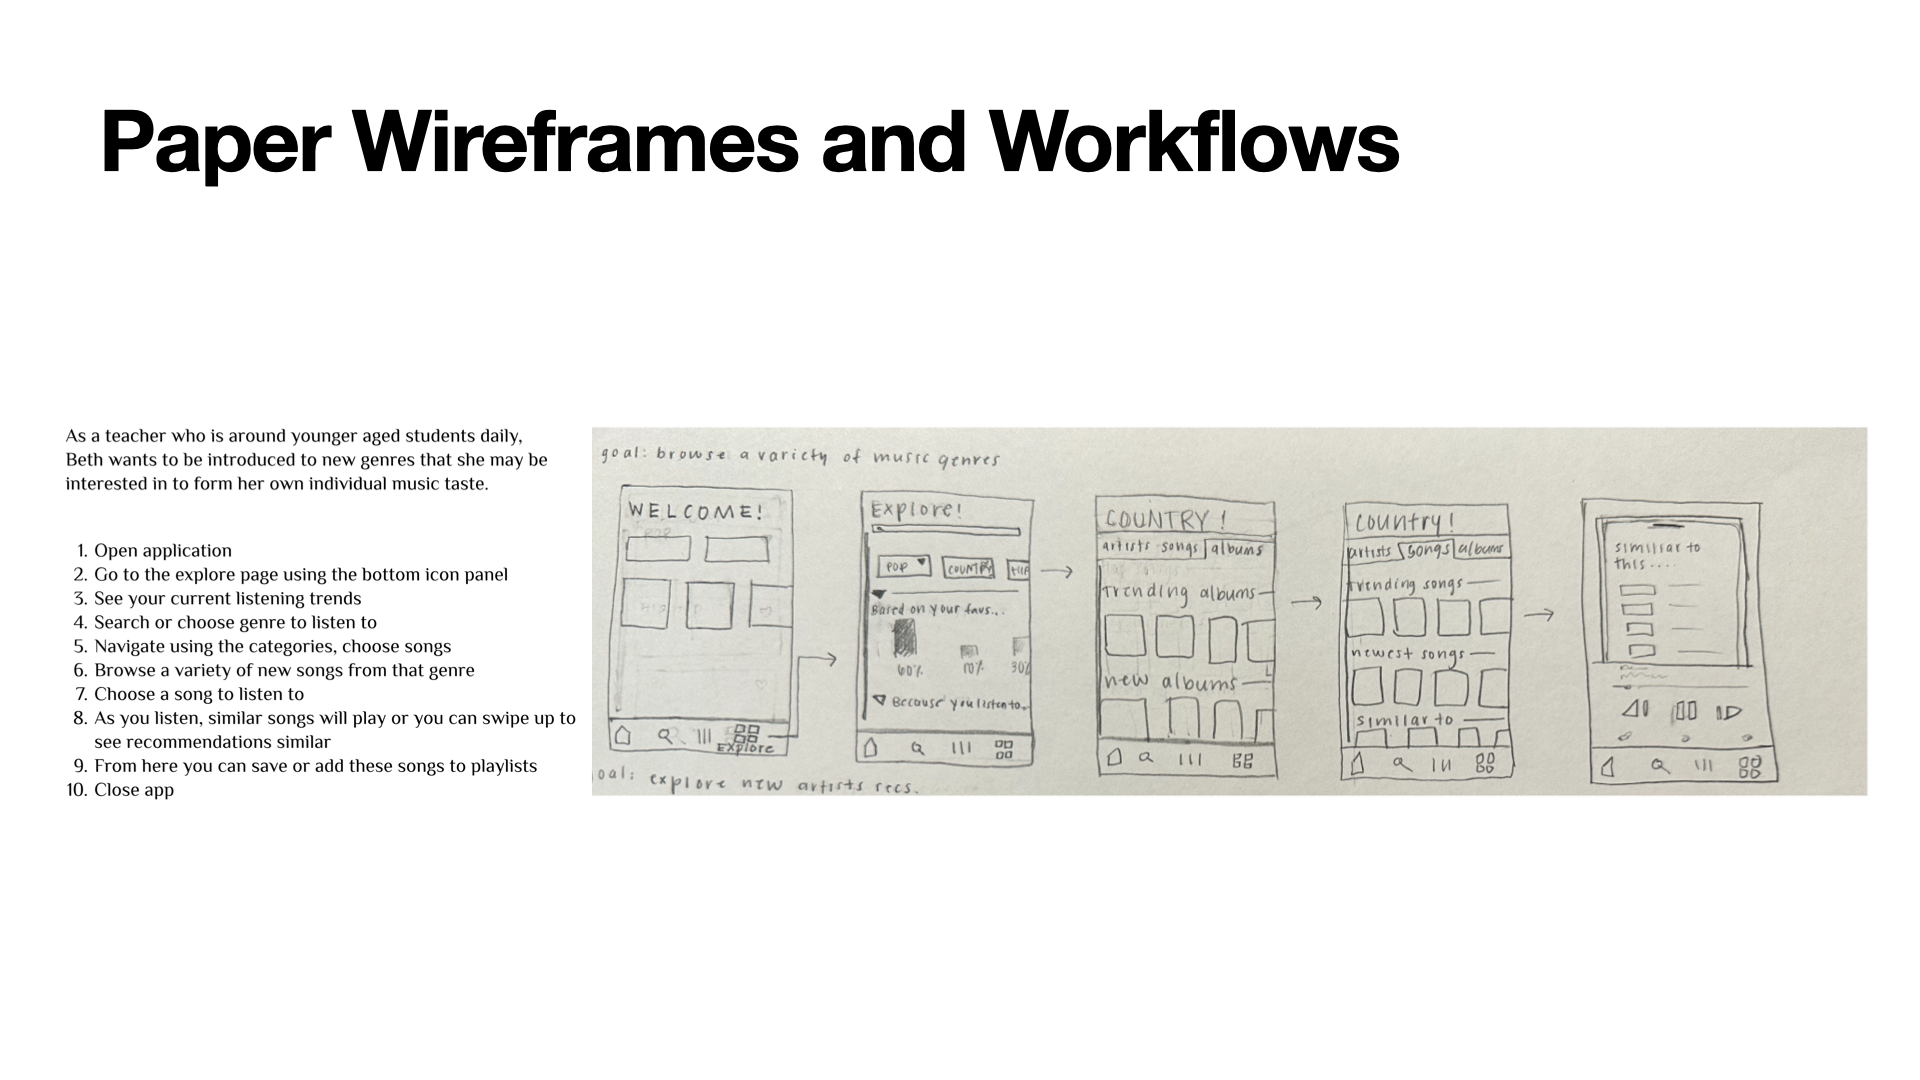 Paper Wireframes and Workflows
As a teacher who is around younger aged students daily,
Beth wants to be introduced to new genres that she may be
interested in to form her own individual music taste.
1. Open application
2. Go to the explore page using the bottom icon panel
3. See your current listening trends
4. Search or choose genre to listen to
5. Navigate using the categories, choose songs
6. Browse a variety of new songs from that genre
7. Choose a song to listen to
8. As you listen, similar songs will play or you can swipe up to
see recommendations similar
9. From here you can save or add these songs to playlists
10. Close app
goal: browse a variety of music genres
WELCOME!
Explore
Explore!
POP
COUNTRY
Based on your favs...
60%
10%
30%
Because you listen to..
COUNTRY!
artists songs albums
Trending albums
new albums
country!
artists songs albums
trending songs
newest songs
similar to
similiar to
this....
oal: explore new artists recs.